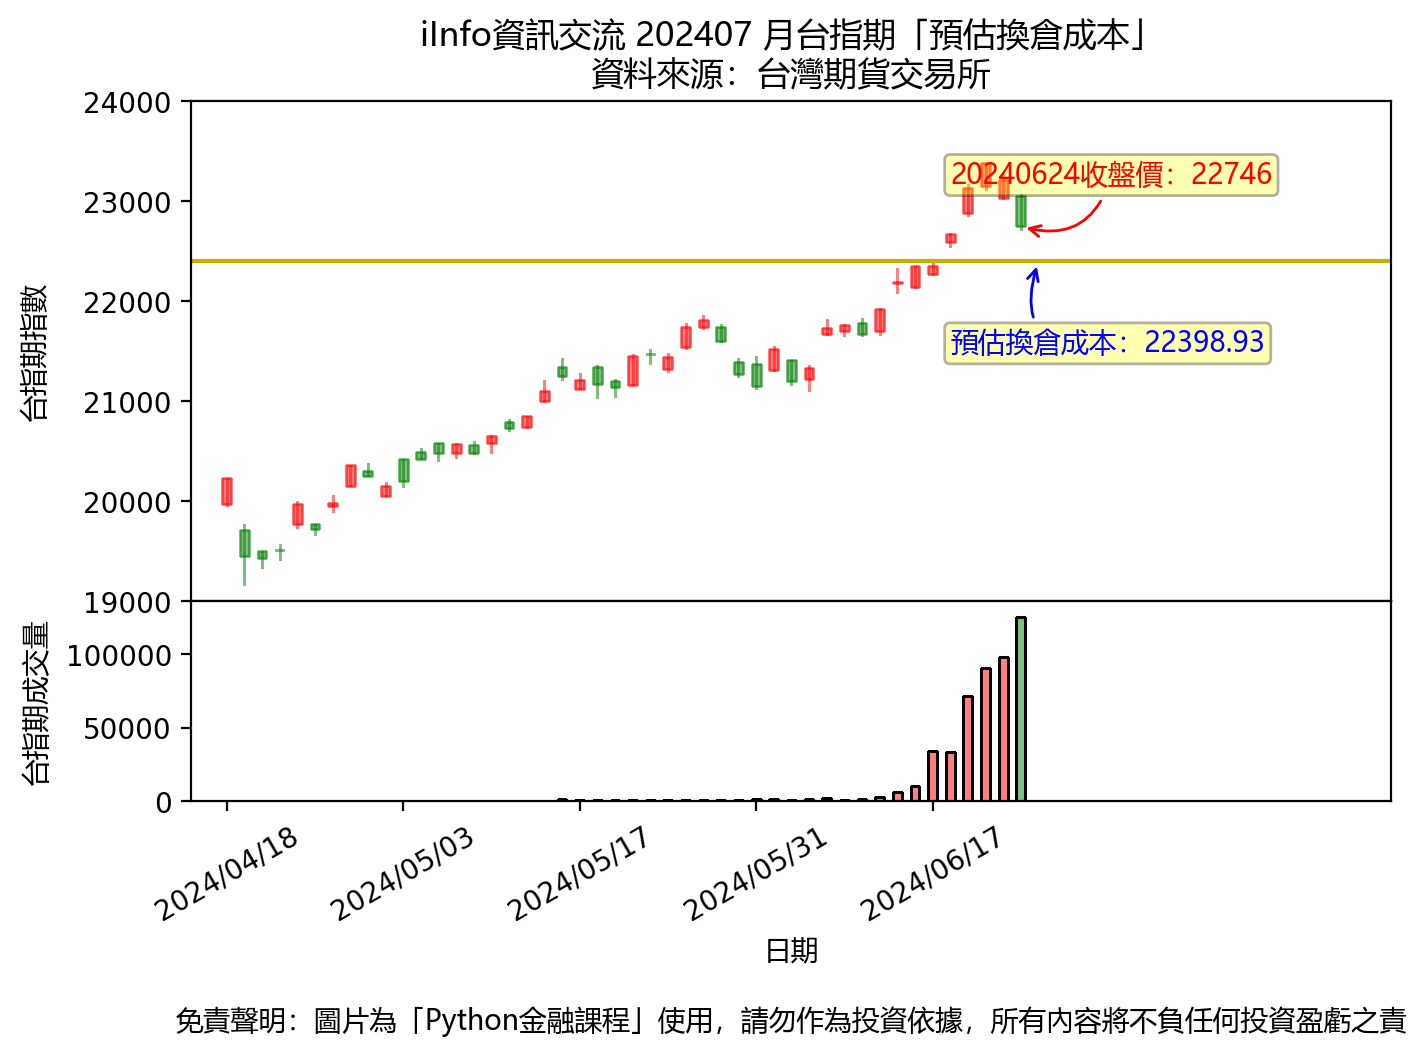 iInfo資訊交流 202407 月台指期「預估換倉成本」
資料來源：台灣期貨交易所
24000
23000
22000
21000
20000
19000
台指期指數
20240624收盤價：22746
預估換倉成本：22398.93
100000
50000
0
台指期成交量
2024/04/18
2024/05/03
2024/05/17
2024/05/31
2024/06/17
日期
免責聲明：圖片為「Python金融課程」使用，請勿作為投資依據，所有內容將不負任何投資盈虧之責